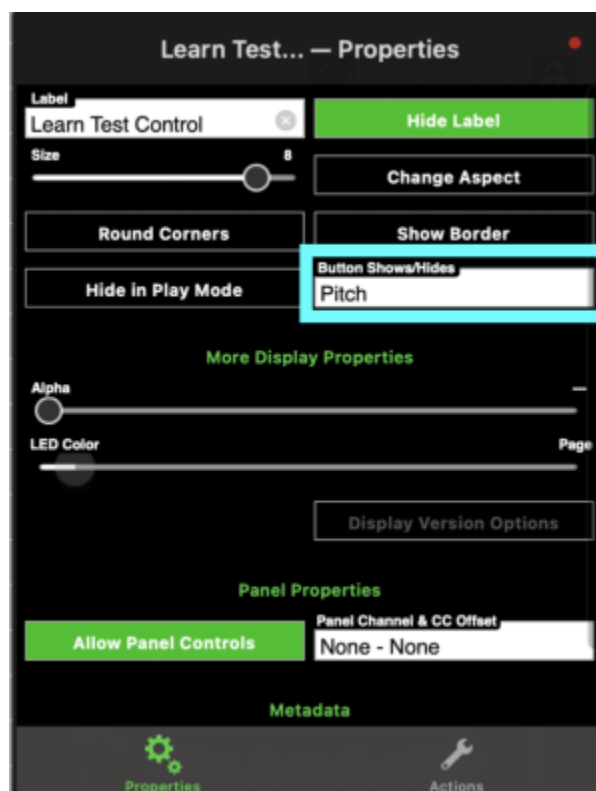 Learn Test... — Properties
Label
Learn Test Control
Hide Label
Size 8
Change Aspect
Round Corners
Show Border
Hide in Play Mode
Button Shows/Hides
Pitch
More Display Properties
Alpha —
LED Color Page
Display Version Options
Panel Properties
Allow Panel Controls
Panel Channel & CC Offset
None - None
Metadata
Properties Actions